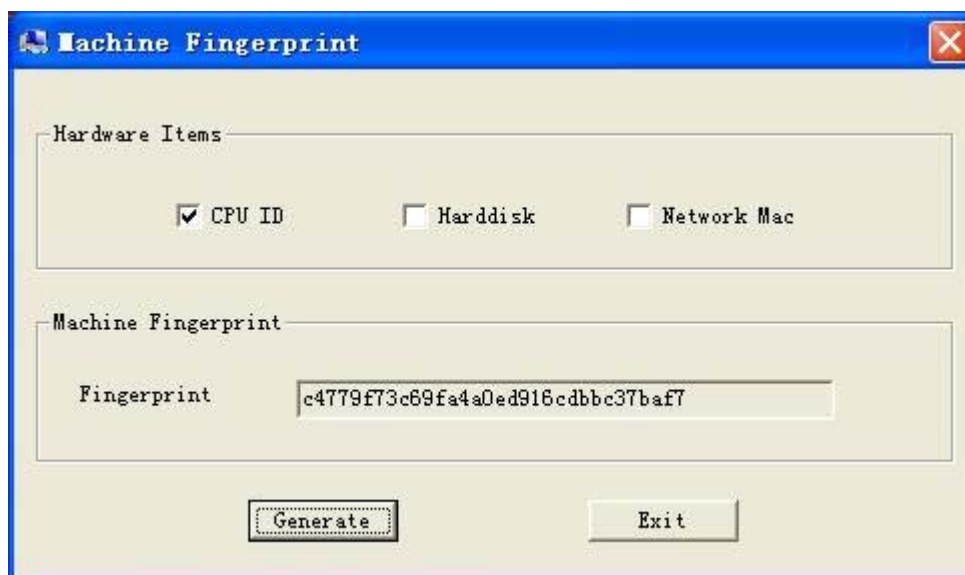 Machine Fingerprint
Hardware Items
CPU ID Harddisk Network Mac
Machine Fingerprint
Fingerprint c4779f73c69fa4a0ed916cdbbc37baf7
Generate Exit